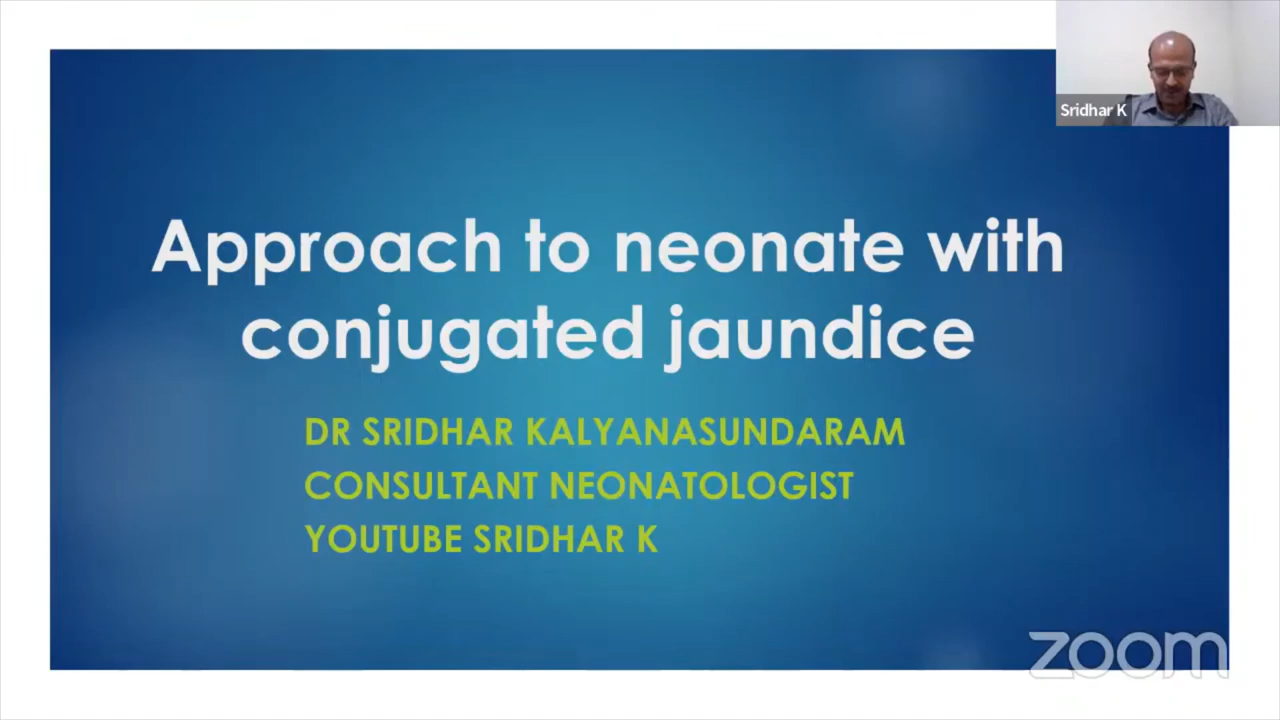 Sridhar K
Approach to neonate with
conjugated jaundice
DR SRIDHAR KALYANASUNDARAM
CONSULTANT NEONATOLOGIST
YOUTUBE SRIDHAR K
zoom